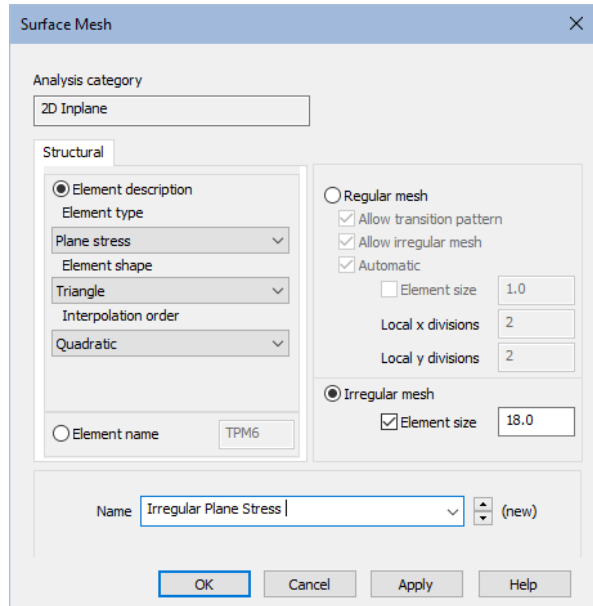 Surface Mesh
Analysis category
2D Inplane
Structural
Element description
Element type
Plane stress
Element shape
Triangle
Interpolation order
Quadratic
Element name TPM6
Regular mesh
Allow transition pattern
Allow irregular mesh
Automatic
Element size 1.0
Local x divisions 2
Local y divisions 2
Irregular mesh
Element size 18.0
Name Irregular Plane Stress (new)
OK Cancel Apply Help